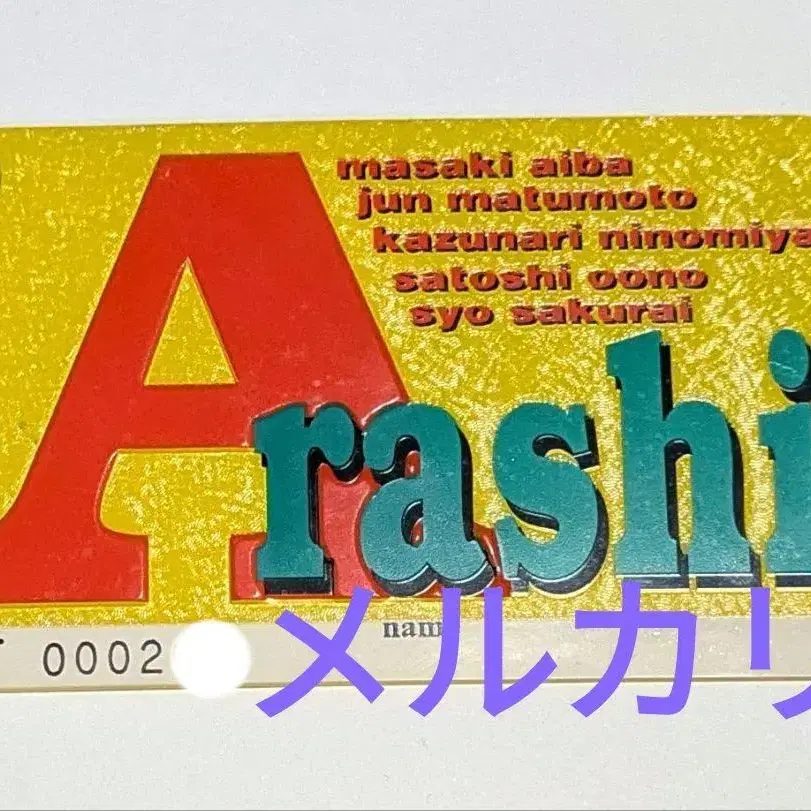 masaki aiba
jun matumoto
kazunari ninomiya
satoshi oono
syo sakurai
Arashi
0002
nam
メルカリ